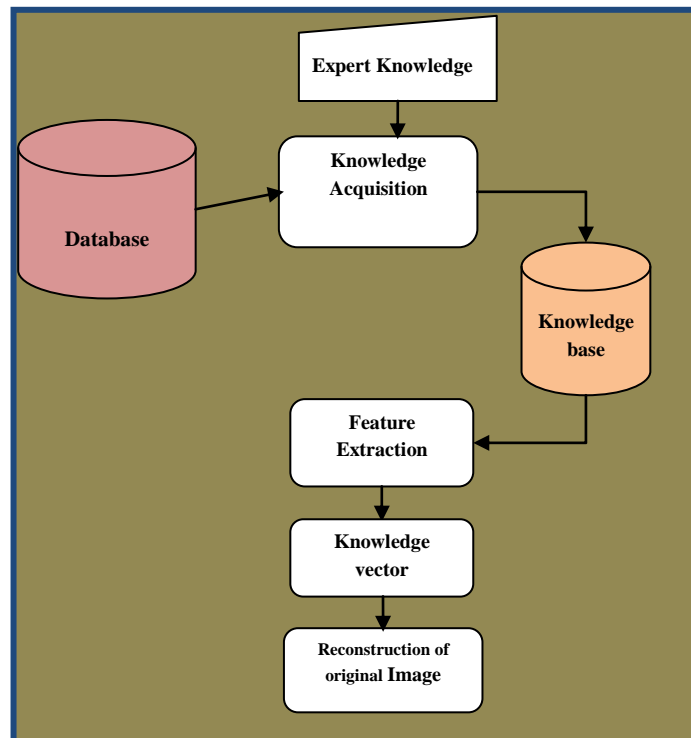 Expert Knowledge
Knowledge
Acquisition
Database
Knowledge
base
Feature
Extraction
Knowledge
vector
Reconstruction of
original Image